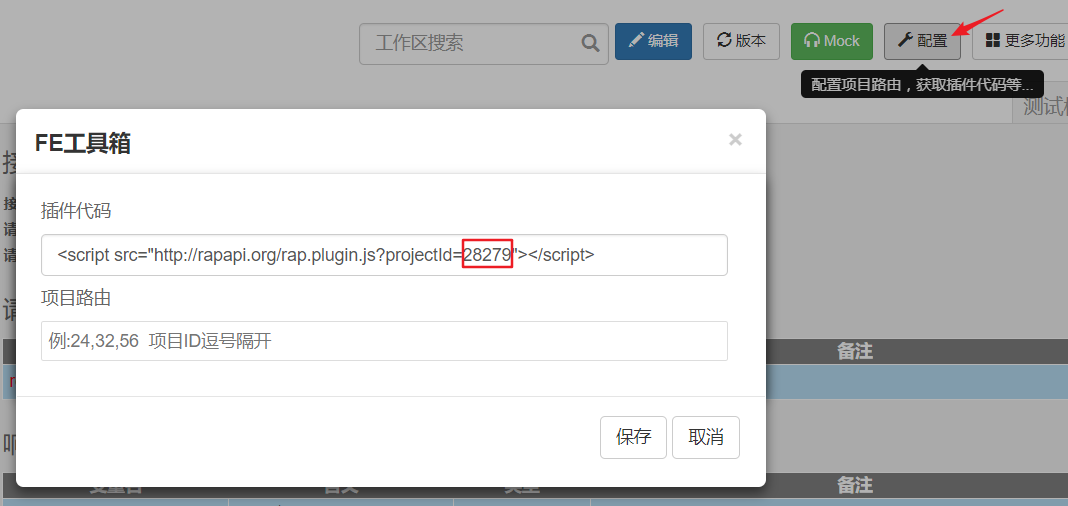 工作区搜索
编辑
版本
Mock
配置
更多功能
配置项目路由，获取插件代码等...
FE工具箱
×
插件代码
<script src="http://rapapi.org/rap.plugin.js?projectId=28279"></script>
项目路由
例:24,32,56 项目ID逗号隔开
备注
保存
取消
备注